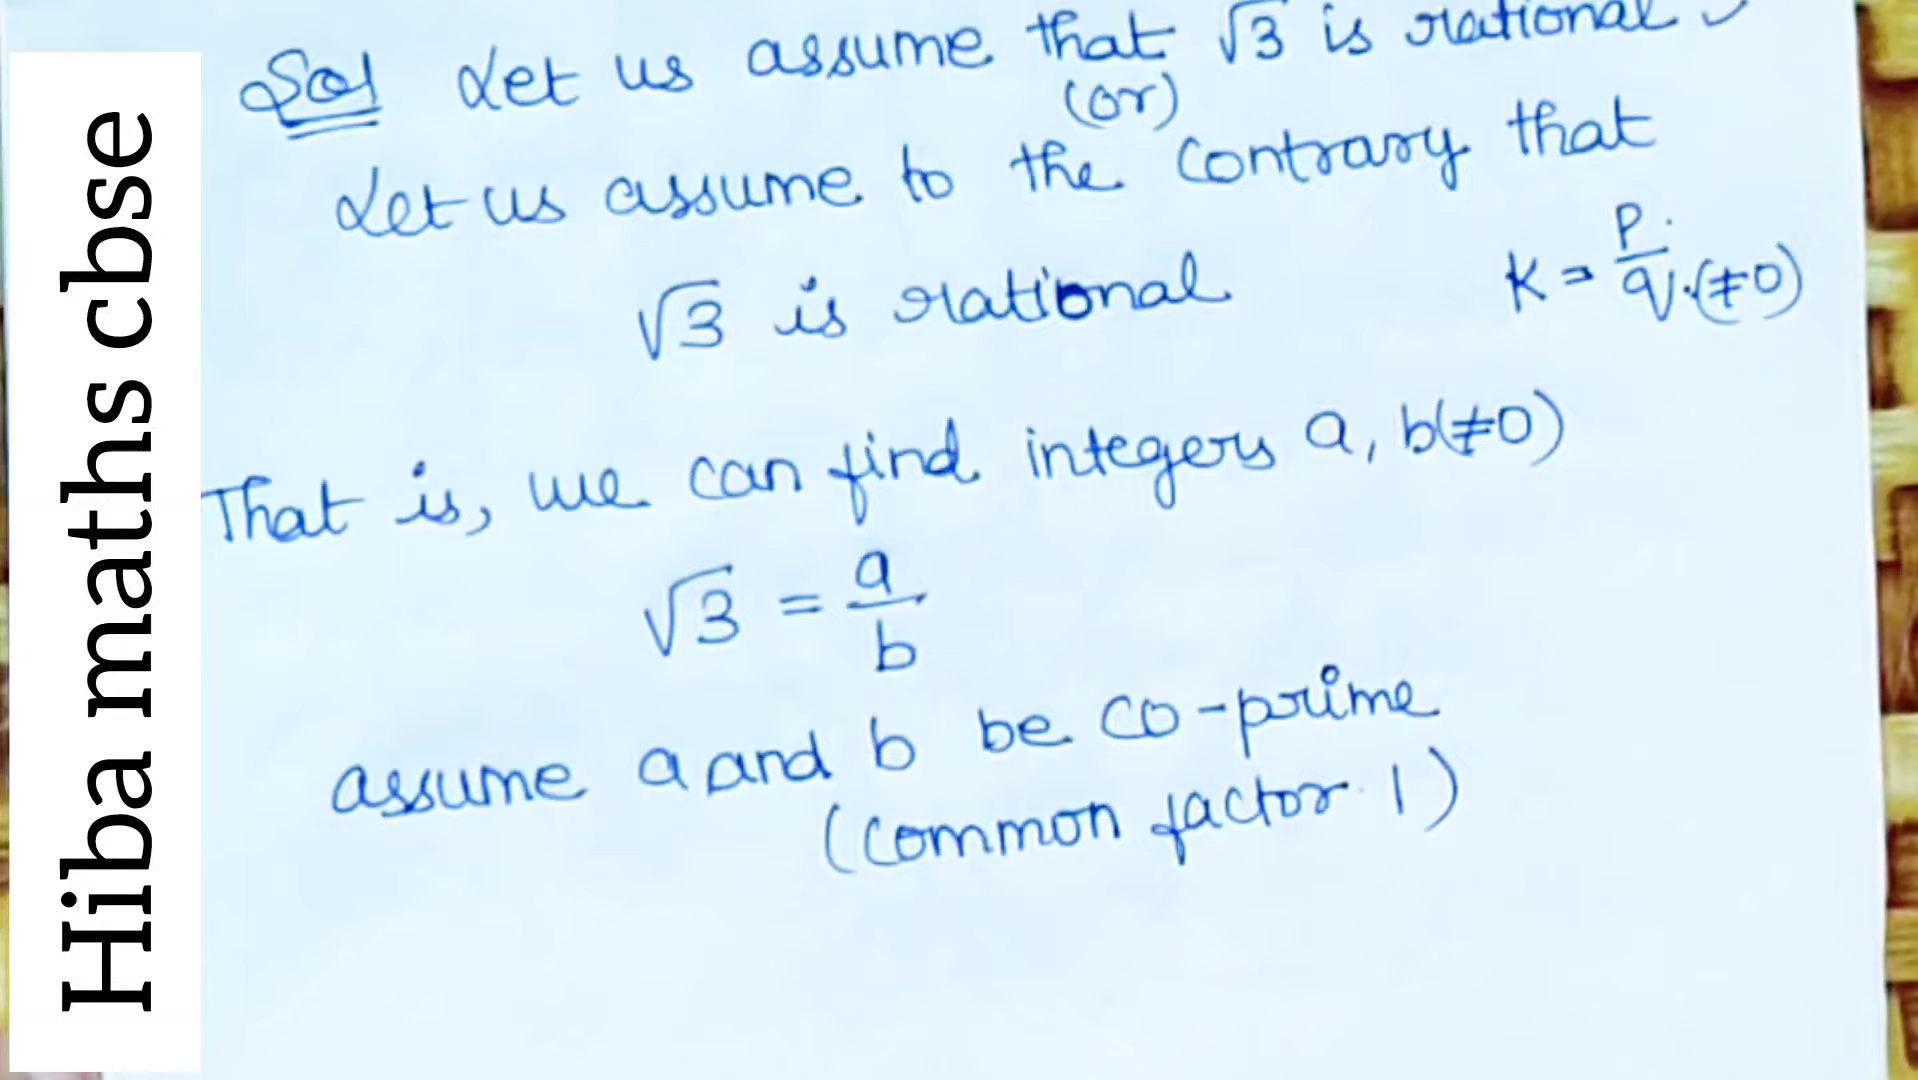 Hiba maths cbse
Sol Let us assume that √3 is rational
(or)
Let us assume to the contrary that
√3 is rational
K = p/q (≠0)
That is, we can find integers a, b(≠0)
√3 = a/b
assume a and b be co-prime
(common factor 1)